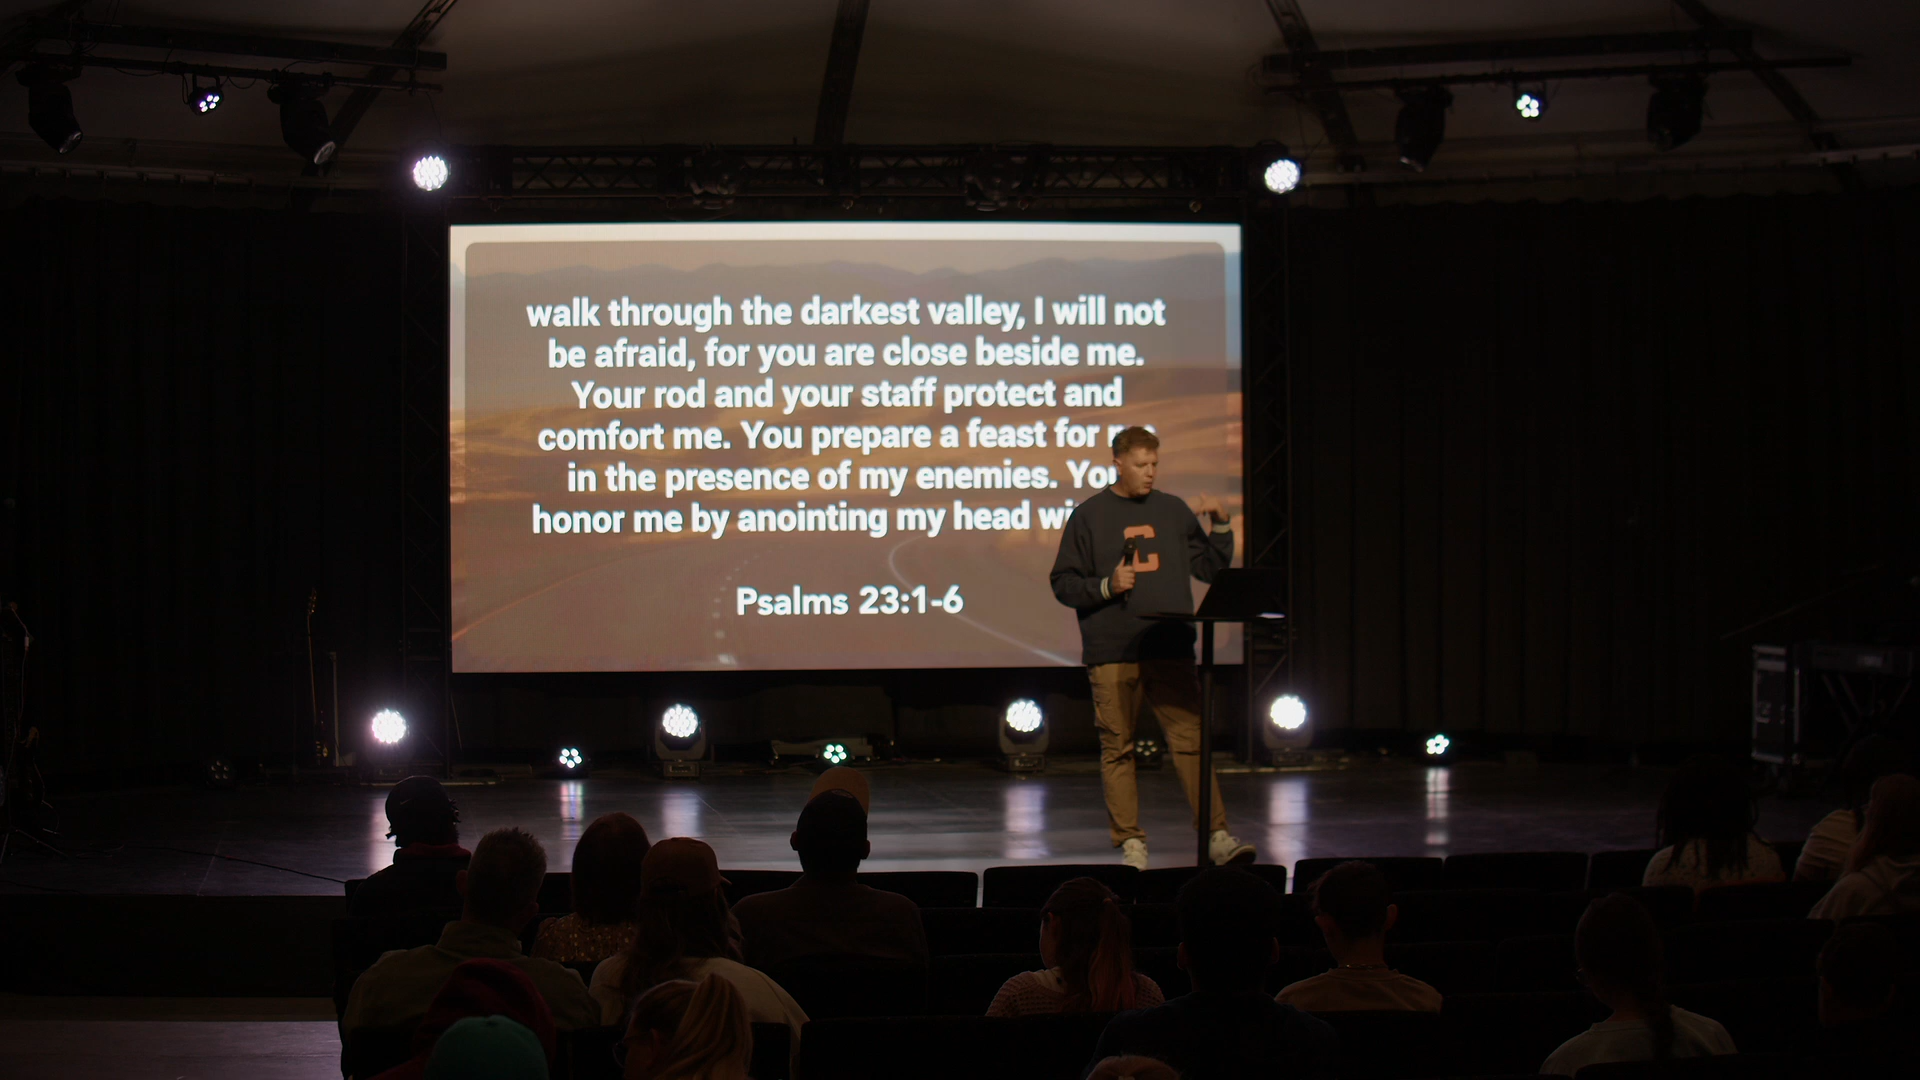 walk through the darkest valley, I will not
be afraid, for you are close beside me.
Your rod and your staff protect and
comfort me. You prepare a feast for
in the presence of my enemies. You
honor me by anointing my head
Psalms 23:1-6
C